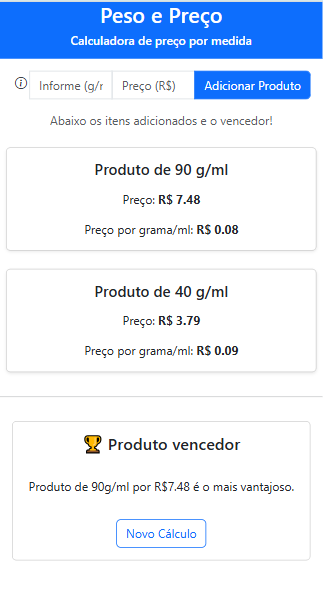 Peso e Preço
Calculadora de preço por medida
Informe (g/r Preço (R$) Adicionar Produto
Abaixo os itens adicionados e o vencedor!
Produto de 90 g/ml
Preço: R$ 7.48
Preço por grama/ml: R$ 0.08
Produto de 40 g/ml
Preço: R$ 3.79
Preço por grama/ml: R$ 0.09
Produto vencedor
Produto de 90g/ml por R$7.48 é o mais vantajoso.
Novo Cálculo